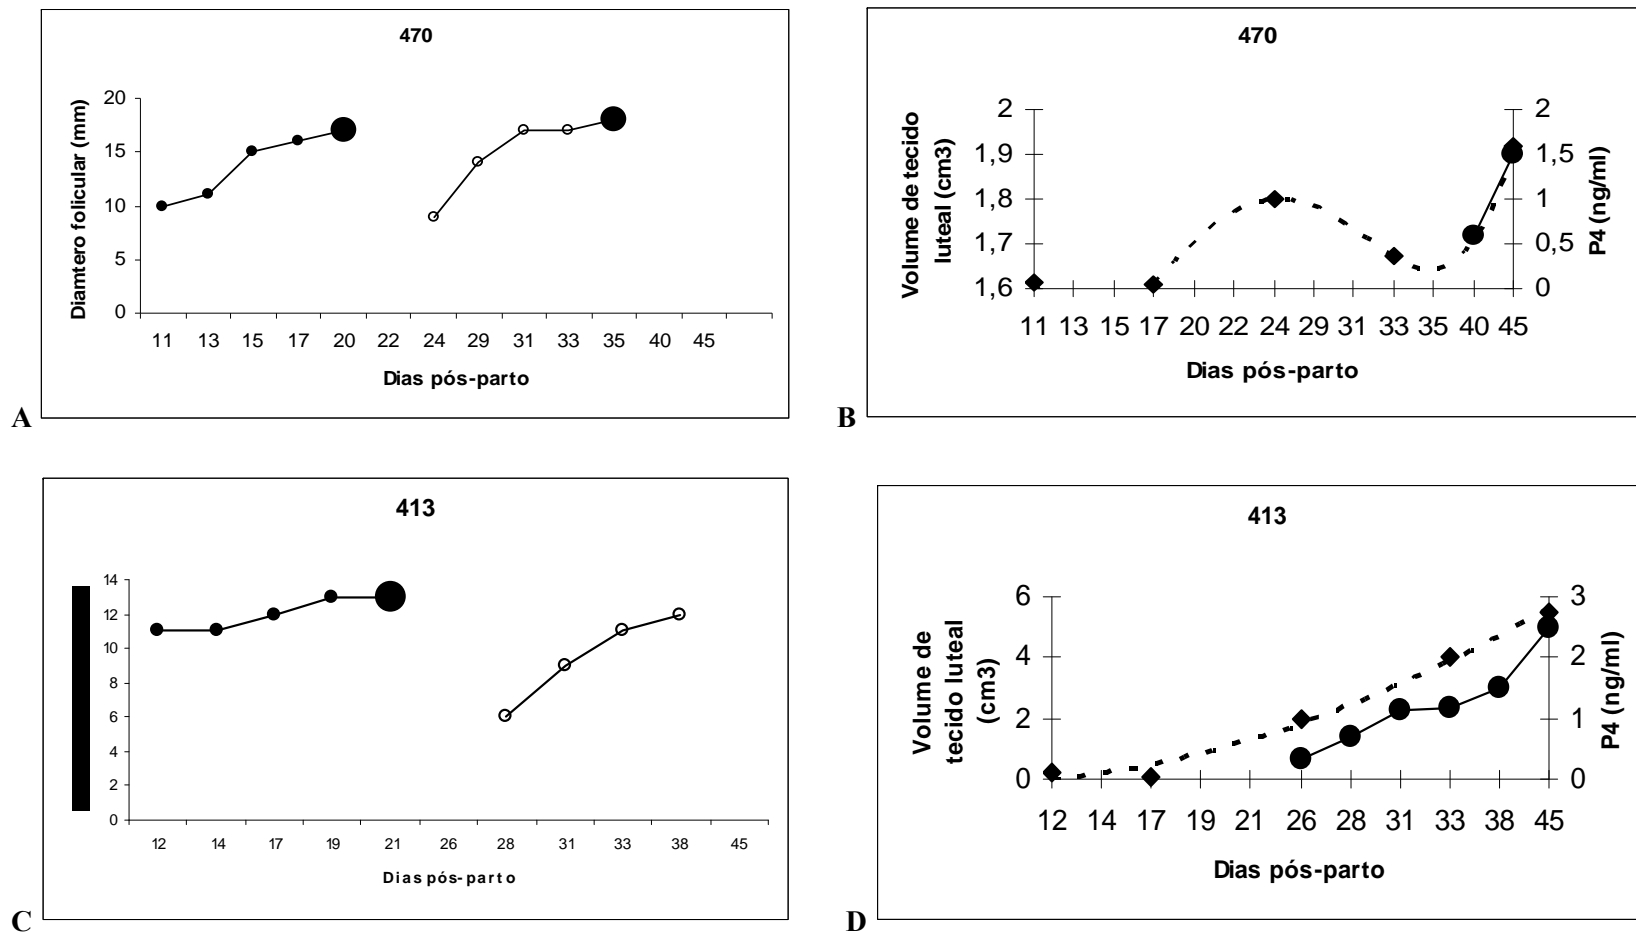 470
Diamtero folicular (mm)
20
15
10
5
0
11 13 15 17 20 22 24 29 31 33 35 40 45
Dias pós-parto
A
470
Volume de tecido
luteal (cm3)
2
1,9
1,8
1,7
1,6
2
1,5
1
0,5
0
P4 (ng/ml)
11 13 15 17 20 22 24 29 31 33 35 40 45
Dias pós-parto
B
413
14
12
10
8
6
4
2
0
12 14 17 19 21 26 28 31 33 38 45
Dias pós-parto
C
413
Volume de
tecido luteal
(cm3)
6
4
2
0
3
2
1
0
P4 (ng/ml)
12 14 17 19 21 26 28 31 33 38 45
Dias pós-parto
D